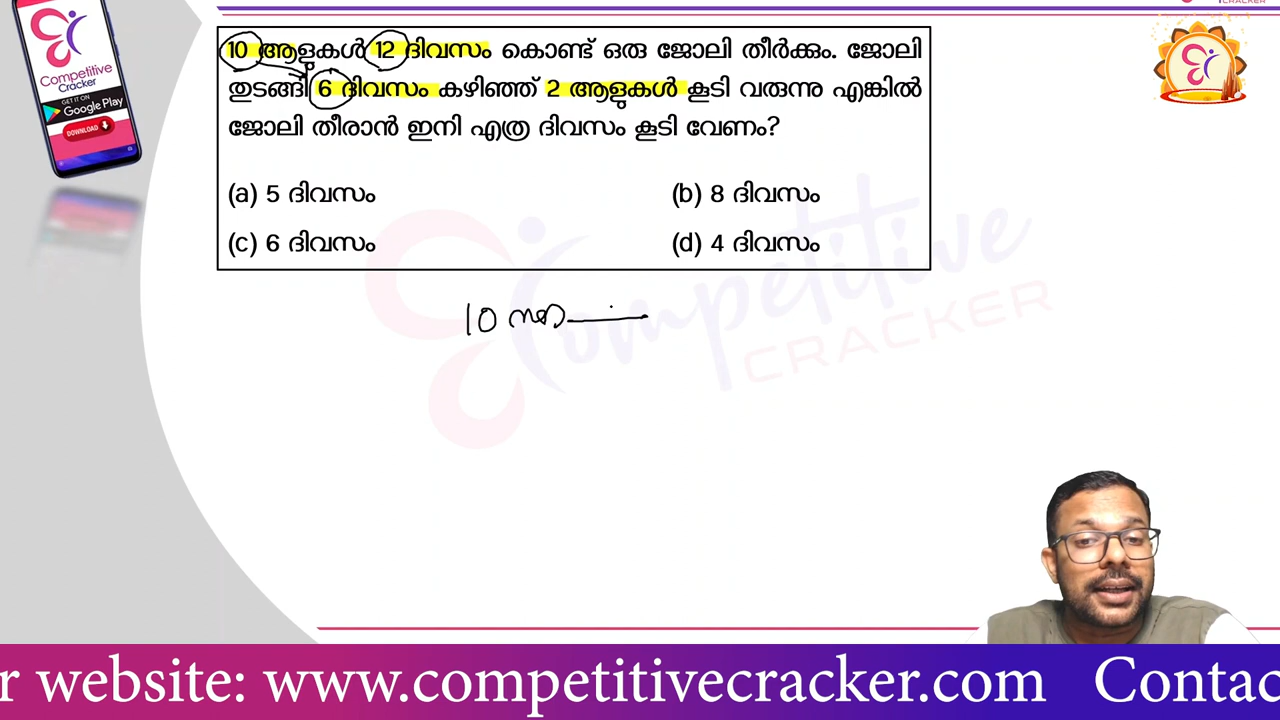 CRACKER
Competitive
Cracker
GET IT ON
Google Play
DOWNLOAD
10 ആളുകൾ 12 ദിവസം കൊണ്ട് ഒരു ജോലി തീർക്കും. ജോലി
തുടങ്ങി 6 ദിവസം കഴിഞ്ഞ് 2 ആളുകൾ കൂടി വരുന്നു എങ്കിൽ
ജോലി തീരാൻ ഇനി എത്ര ദിവസം കൂടി വേണം?
(a) 5 ദിവസം
(b) 8 ദിവസം
(c) 6 ദിവസം
(d) 4 ദിവസം
10
Competitive
CRACKER
r website: www.competitivecracker.com Contac